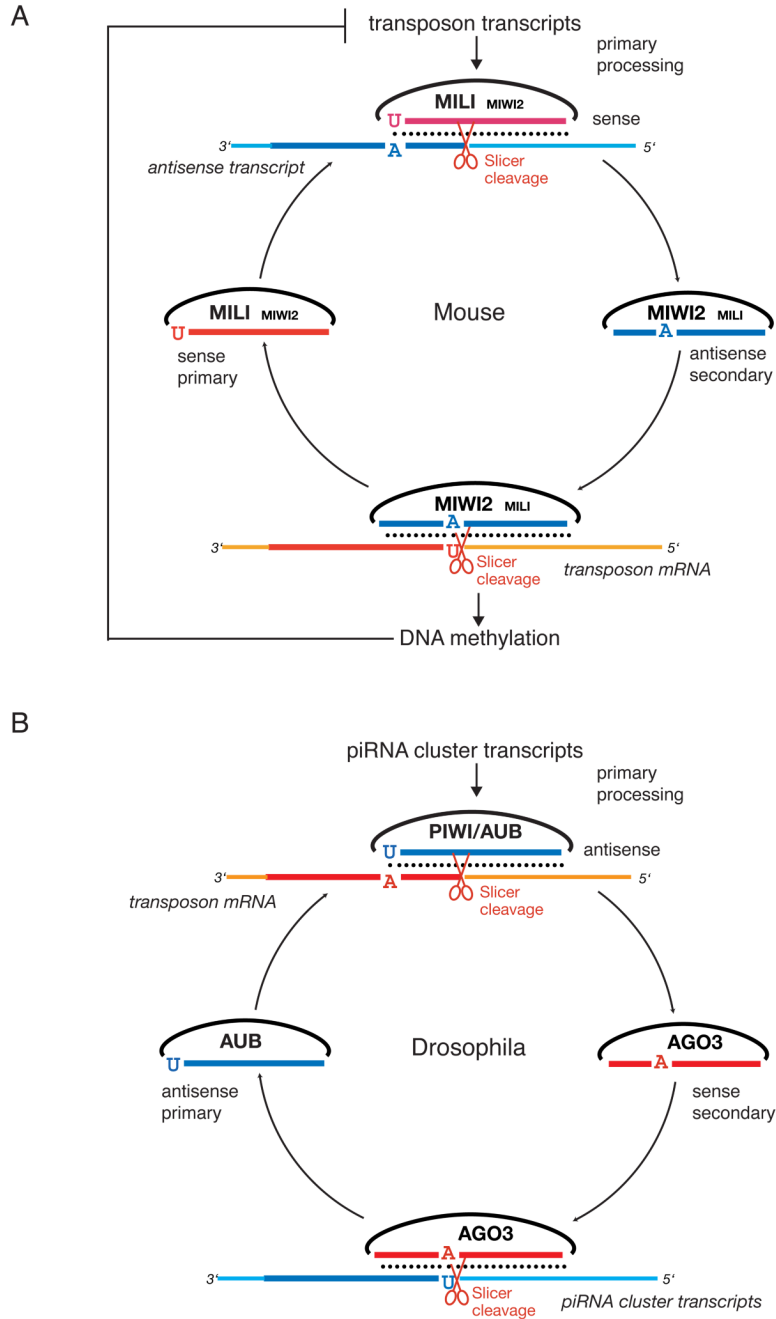 A
transposon transcripts
primary
processing
MILI MIWI2
U
sense
3‘
A
5‘
antisense transcript
Slicer
cleavage
MILI MIWI2
U
sense
primary
Mouse
MIWI2 MILI
A
antisense
secondary
MIWI2 MILI
A
3‘
U
5‘
Slicer
cleavage
transposon mRNA
DNA methylation
B
piRNA cluster transcripts
primary
processing
PIWI/AUB
U
antisense
3‘
A
5‘
transposon mRNA
Slicer
cleavage
AUB
U
antisense
primary
Drosophila
AGO3
A
sense
secondary
AGO3
A
3‘
U
5‘
Slicer
cleavage
piRNA cluster transcripts